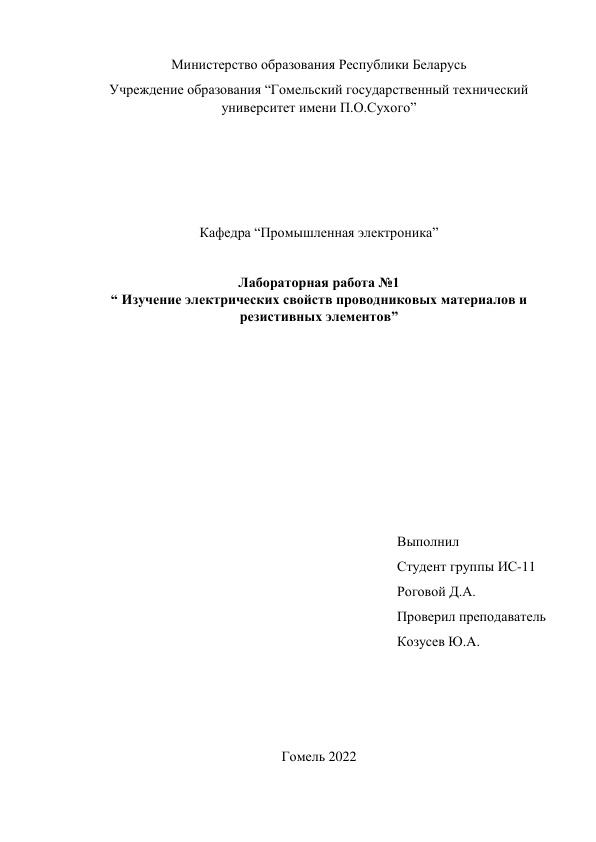 Министерство образования Республики Беларусь
Учреждение образования “Гомельский государственный технический
университет имени П.О.Сухого”
Кафедра “Промышленная электроника”
Лабораторная работа №1
“ Изучение электрических свойств проводниковых материалов и
резистивных элементов”
Выполнил
Студент группы ИС-11
Роговой Д.А.
Проверил преподаватель
Козусев Ю.А.
Гомель 2022